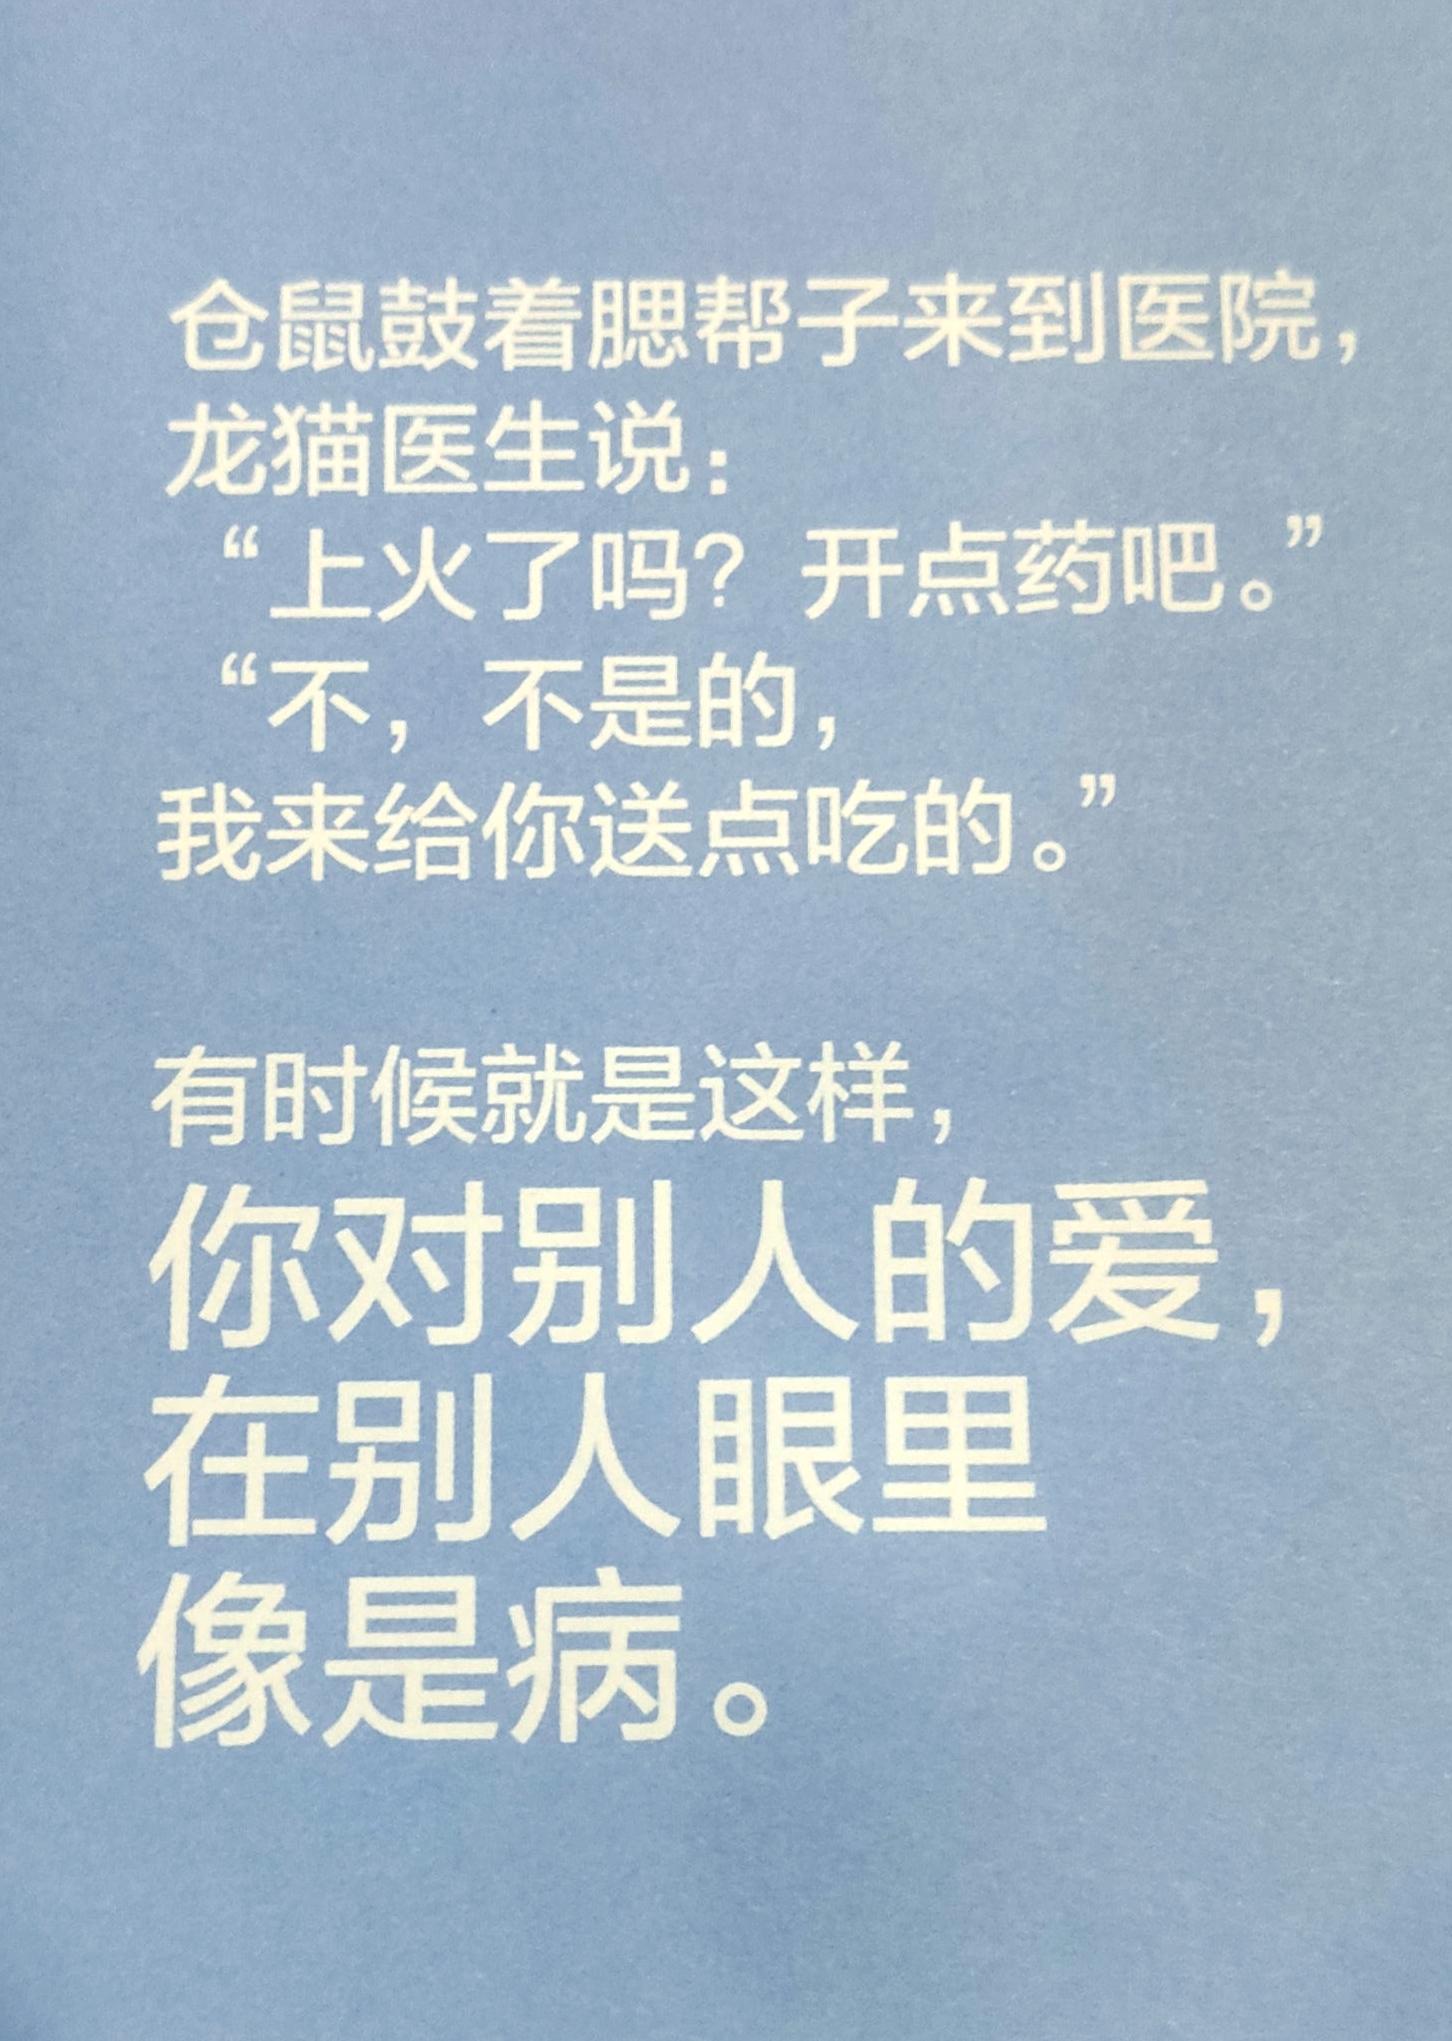 仓鼠鼓着腮帮子来到医院，
龙猫医生说：
“上火了吗？开点药吧。”
“不，不是的，
我来给你送点吃的。”
有时候就是这样，
你对别人的爱，
在别人眼里
像是病。